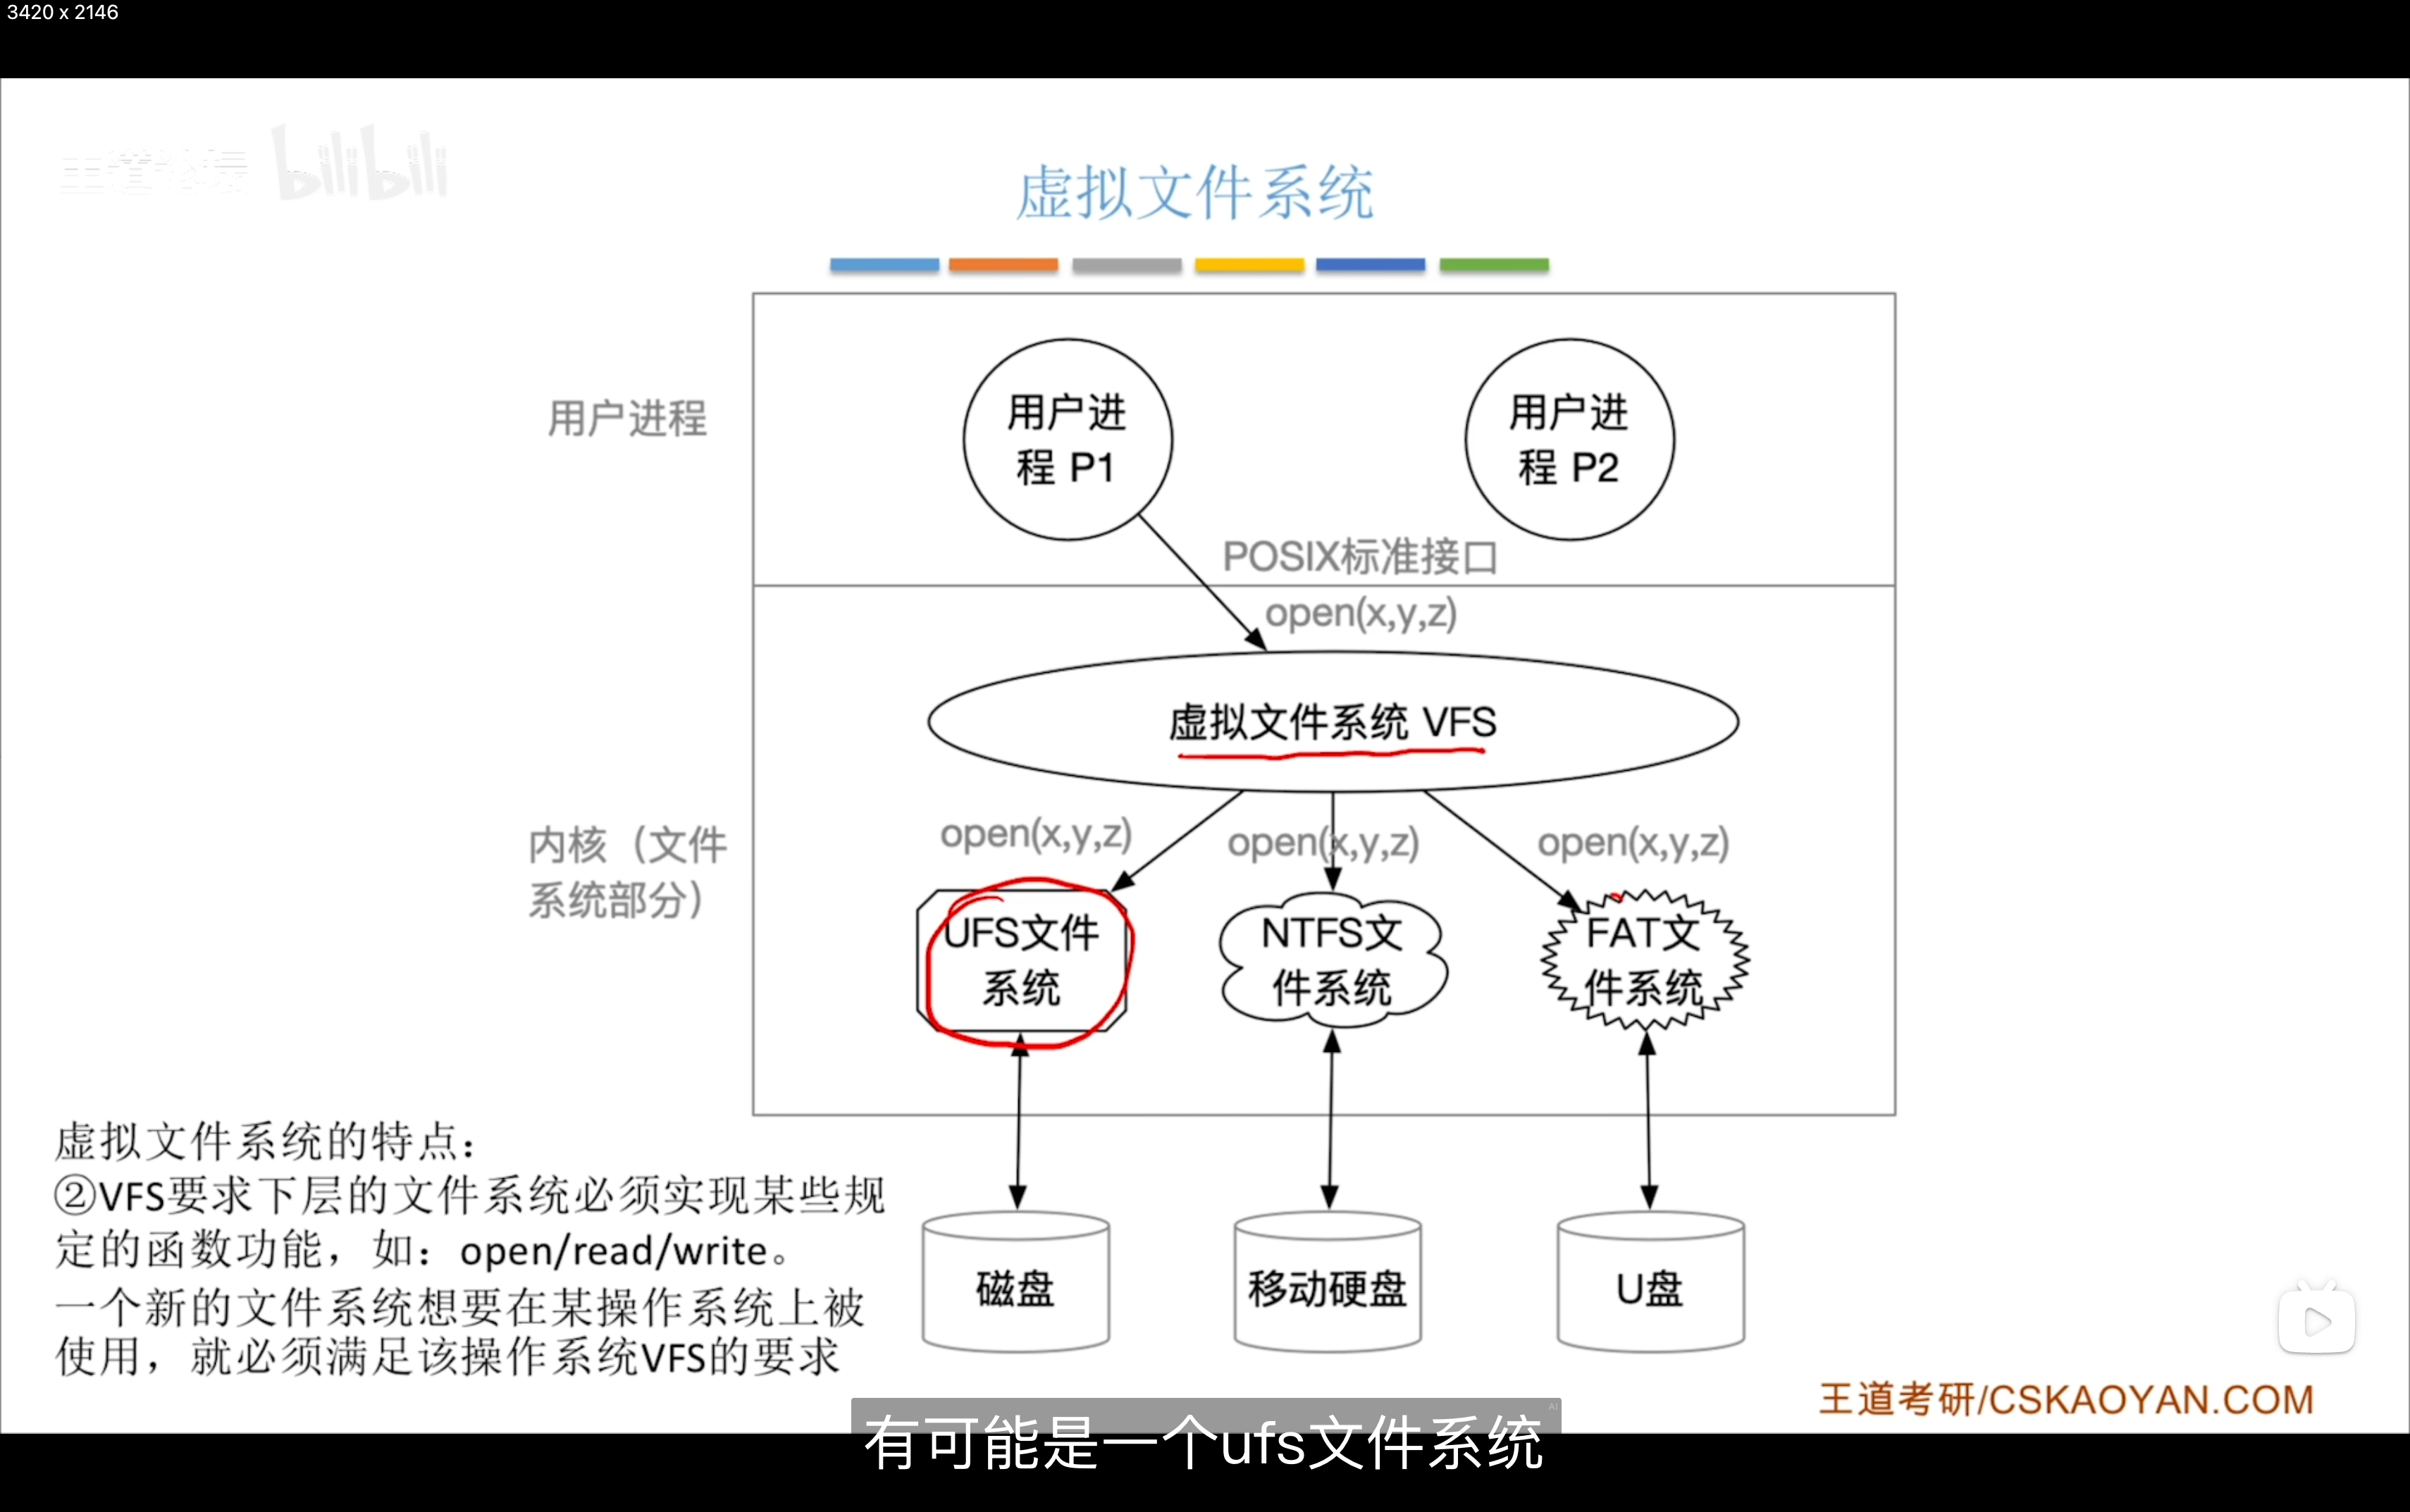 3420 x 2146
bilibili
虚拟文件系统
用户进程
用户进
程 P1
用户进
程 P2
POSIX标准接口
open(x,y,z)
虚拟文件系统 VFS
内核（文件
系统部分）
open(x,y,z)
open(x,y,z)
open(x,y,z)
UFS文件
系统
NTFS文
件系统
FAT文
件系统
虚拟文件系统的特点：
②VFS要求下层的文件系统必须实现某些规
定的函数功能，如：open/read/write。
一个新的文件系统想要在某操作系统上被
使用，就必须满足该操作系统VFS的要求
磁盘
移动硬盘
U盘
王道考研/CSKAOYAN.COM
AI
有可能是一个ufs文件系统